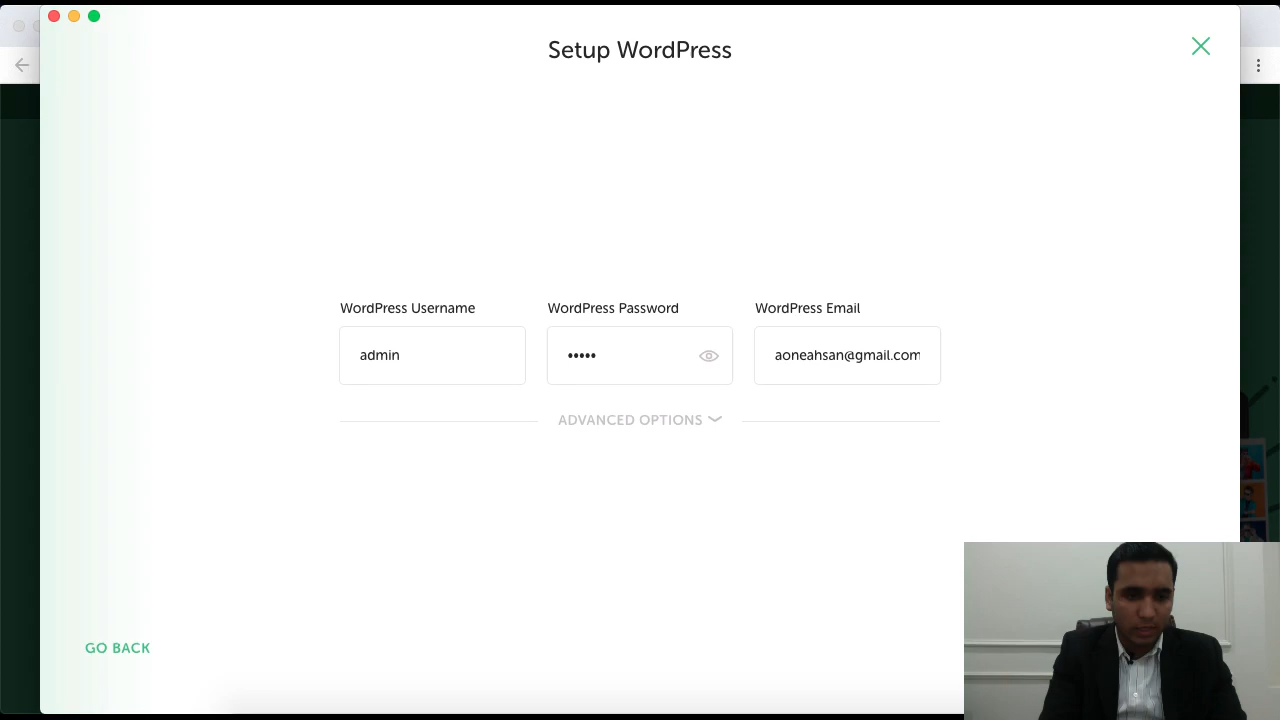 Setup WordPress
WordPress Username WordPress Password WordPress Email
admin ••••• aoneahsan@gmail.com
ADVANCED OPTIONS
GO BACK